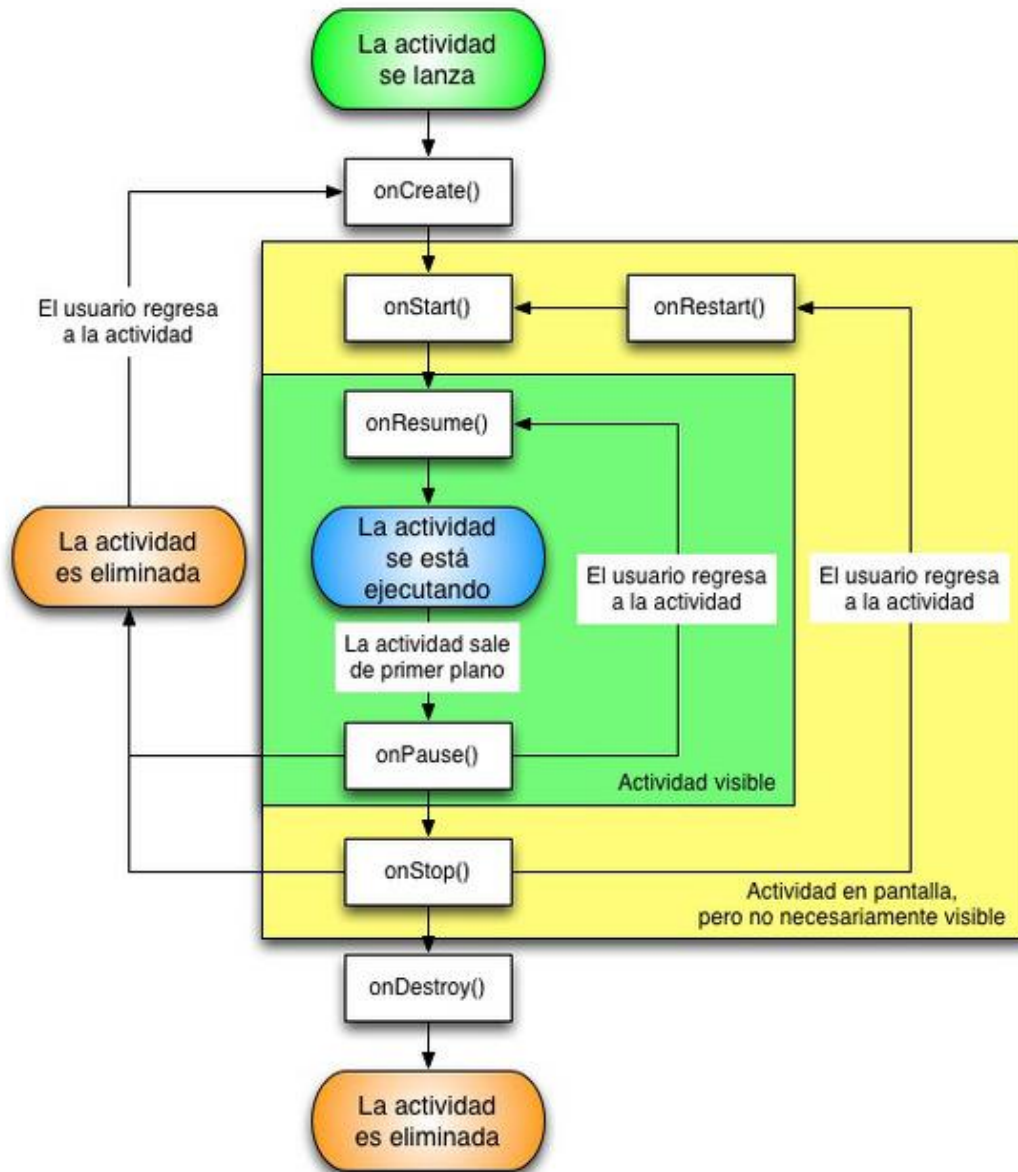 La actividad
se lanza
onCreate()
El usuario regresa
a la actividad
onStart()
onRestart()
onResume()
La actividad
es eliminada
La actividad
se está
ejecutando
El usuario regresa
a la actividad
El usuario regresa
a la actividad
La actividad sale
de primer plano
onPause()
Actividad visible
onStop()
Actividad en pantalla,
pero no necesariamente visible
onDestroy()
La actividad
es eliminada